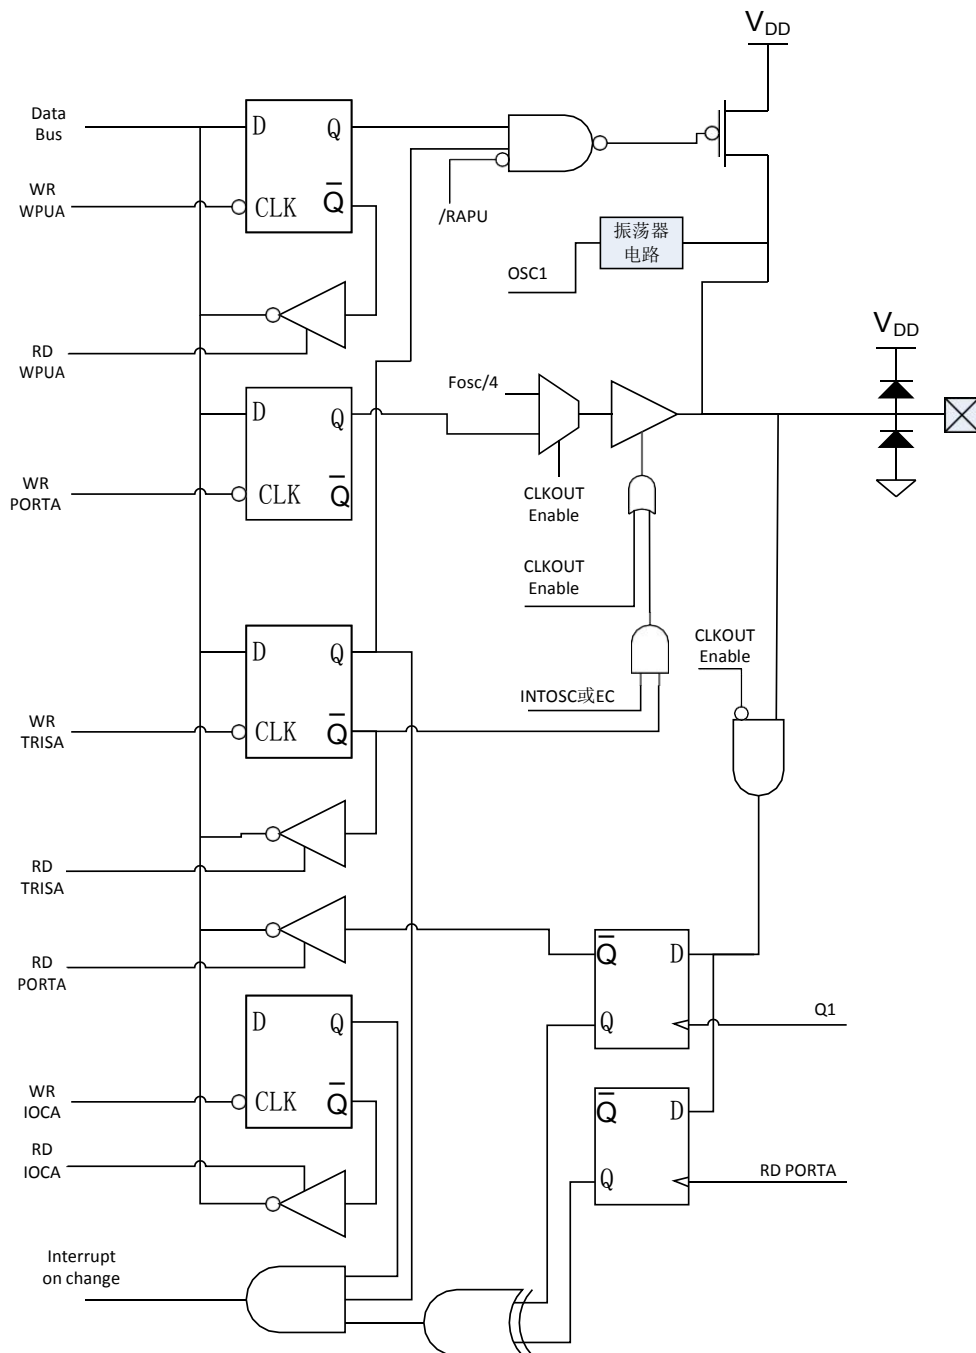 VDD
Data
Bus
D
Q
WR
WPUA
CLK
Q̅
/RAPU
振荡器
电路
OSC1
RD
WPUA
VDD
Fosc/4
D
Q
WR
PORTA
CLK
Q̅
CLKOUT
Enable
CLKOUT
Enable
D
Q
CLKOUT
Enable
INTOSC或EC
WR
TRISA
CLK
Q̅
RD
TRISA
RD
PORTA
Q̅
D
Q
Q1
D
Q
WR
IOCA
CLK
Q̅
Q̅
D
RD
IOCA
Q
RD PORTA
Interrupt
on change